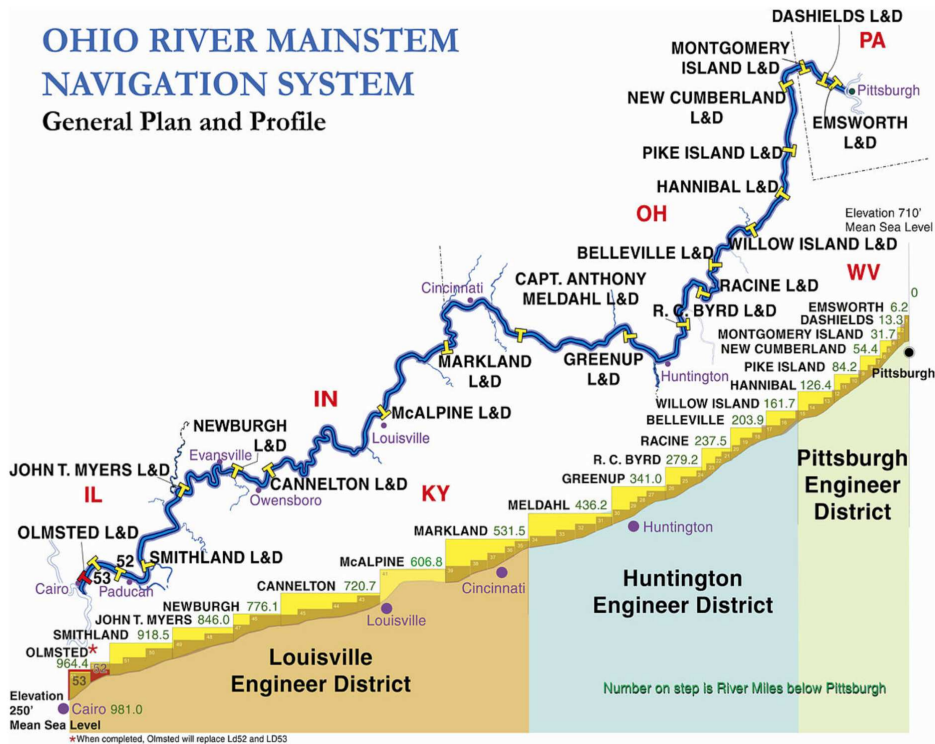 OHIO RIVER MAINSTEM
NAVIGATION SYSTEM
General Plan and Profile
DASHIELDS L&D
PA
MONTGOMERY
ISLAND L&D
Pittsburgh
NEW CUMBERLAND
L&D
EMSWORTH
L&D
PIKE ISLAND L&D
HANNIBAL L&D
OH
Elevation 710'
Mean Sea Level
WILLOW ISLAND L&D
BELLEVILLE L&D
WV
CAPT. ANTHONY
MELDAHL L&D
RACINE L&D
Cincinnati
R. C. BYRD L&D
0
EMSWORTH 6.2
DASHIELDS 13.3
MONTGOMERY ISLAND 31.7
NEW CUMBERLAND 54.4
MARKLAND
L&D
GREENUP
L&D
Huntington
PIKE ISLAND 84.2
Pittsburgh
HANNIBAL 126.4
IN
WILLOW ISLAND 161.7
McALPINE L&D
BELLEVILLE 203.9
NEWBURGH
L&D
Louisville
RACINE 237.5
Evansville
R. C. BYRD 279.2
JOHN T. MYERS L&D
CANNELTON L&D
GREENUP 341.0
Pittsburgh
Engineer
District
IL
Owensboro
KY
MELDAHL 436.2
OLMSTED L&D
MARKLAND 531.5
Huntington
52
SMITHLAND L&D
McALPINE 606.8
53
Cairo
Paducah
CANNELTON 720.7
Cincinnati
Huntington
Engineer District
NEWBURGH 776.1
JOHN T. MYERS 846.0
Louisville
SMITHLAND 918.5
OLMSTED*
964.4
52
53
Louisville
Engineer District
Number on step is River Miles below Pittsburgh
Elevation
250'
Mean Sea Level
Cairo 981.0
*When completed, Olmsted will replace Ld52 and LD53